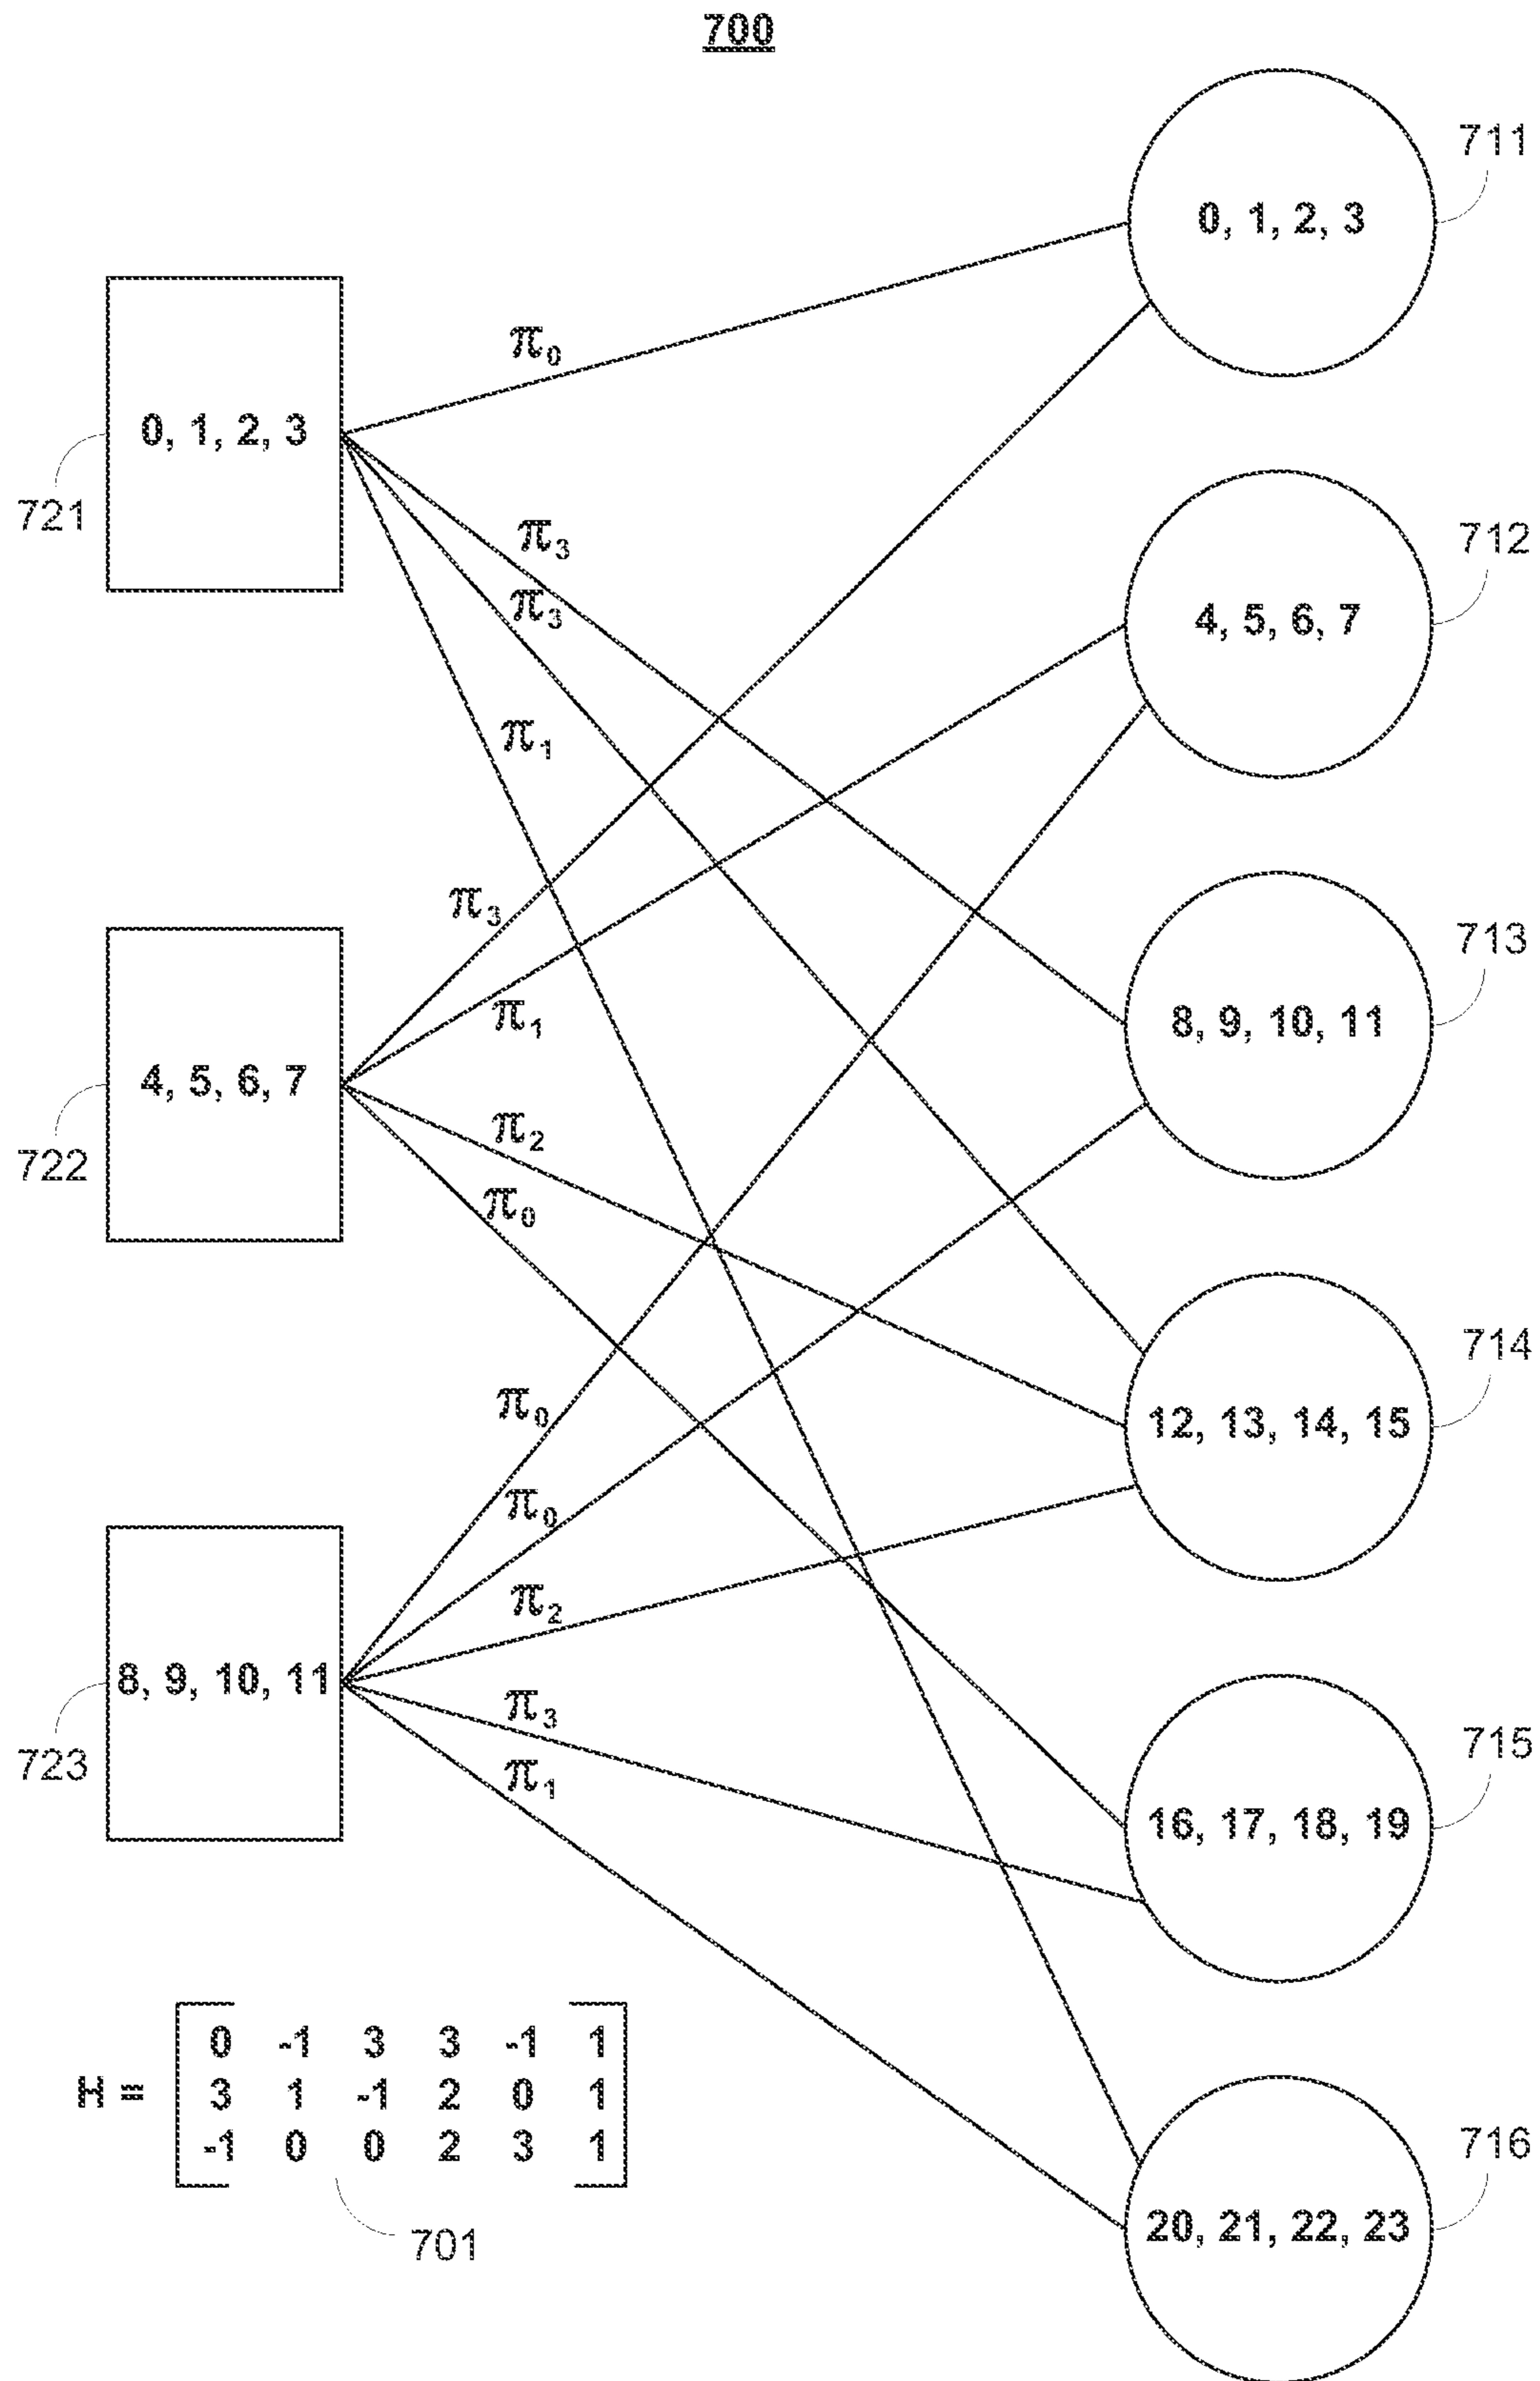 700
711
0, 1, 2, 3
π0
0, 1, 2, 3
721
π3
π3
712
4, 5, 6, 7
π1
π3
713
8, 9, 10, 11
π1
4, 5, 6, 7
722
π2
π0
714
12, 13, 14, 15
π0
π0
π2
8, 9, 10, 11
723
π3
π1
715
16, 17, 18, 19
H =
0 -1 3 3 -1 1
3 1 -1 2 0 1
-1 0 0 2 3 1
701
716
20, 21, 22, 23